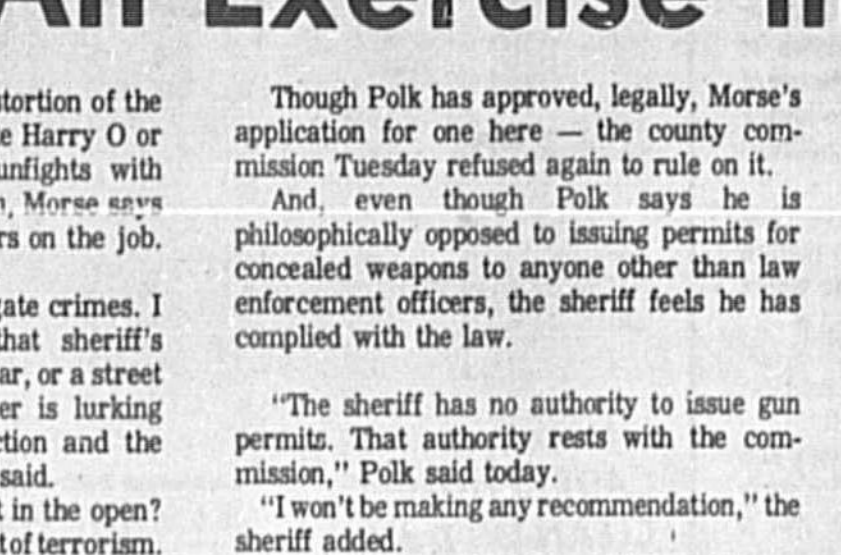 An Exercise in
stortion of the
e Harry O or
unfights with
Morse says
rs on the job.
gate crimes. I
that sheriff's
ar, or a street
er is lurking
ction and the
said.
t in the open?
t of terrorism.
Though Polk has approved, legally, Morse's
application for one here — the county com-
mission Tuesday refused again to rule on it.
And, even though Polk says he is
philosophically opposed to issuing permits for
concealed weapons to anyone other than law
enforcement officers, the sheriff feels he has
complied with the law.
"The sheriff has no authority to issue gun
permits. That authority rests with the com-
mission," Polk said today.
"I won't be making any recommendation," the
sheriff added.